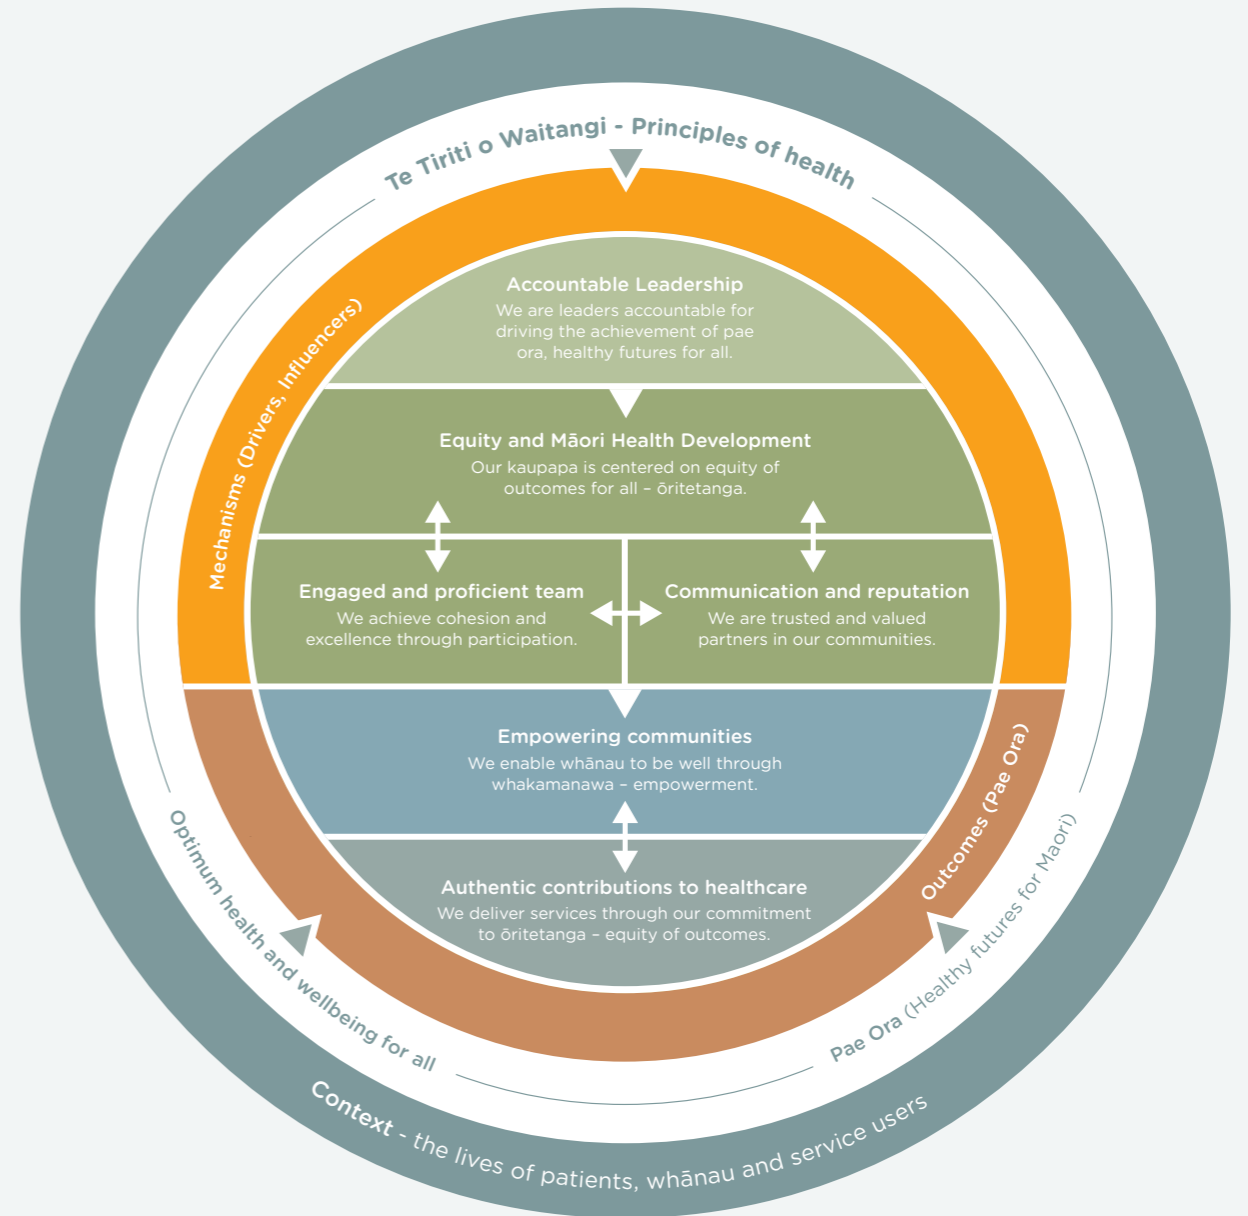 Te Tiriti o Waitangi - Principles of health
Mechanisms (Drivers, Influencers)
Accountable Leadership
We are leaders accountable for
driving the achievement of pae
ora, healthy futures for all.
Equity and Māori Health Development
Our kaupapa is centered on equity of
outcomes for all – ōritetanga.
Engaged and proficient team
We achieve cohesion and
excellence through participation.
Communication and reputation
We are trusted and valued
partners in our communities.
Empowering communities
We enable whānau to be well through
whakamanawa – empowerment.
Authentic contributions to healthcare
We deliver services through our commitment
to ōritetanga – equity of outcomes.
Outcomes (Pae Ora)
Optimum health and wellbeing for all
Pae Ora (Healthy futures for Maori)
Context - the lives of patients, whānau and service users